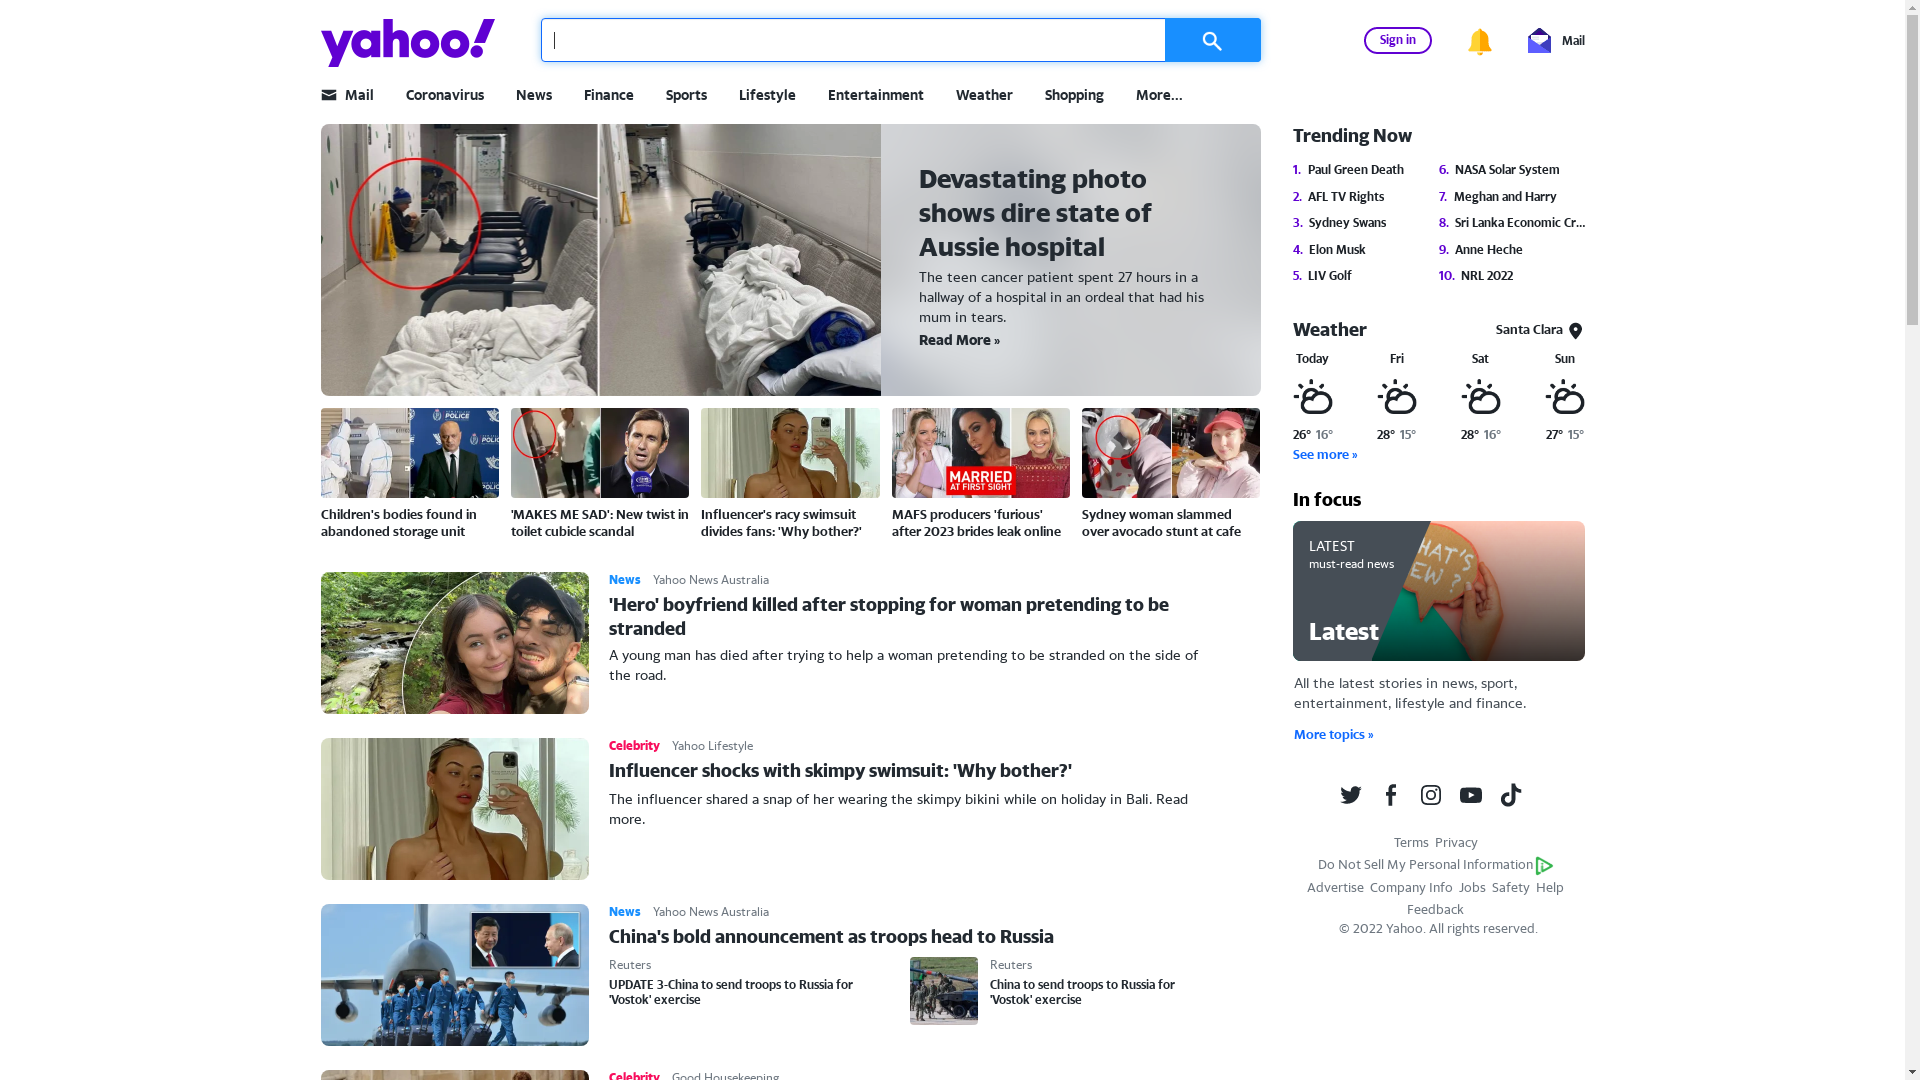 yahoo!
Sign in
Mail
Mail
Coronavirus
News
Finance
Sports
Lifestyle
Entertainment
Weather
Shopping
More...
Devastating photo
shows dire state of
Aussie hospital
The teen cancer patient spent 27 hours in a
hallway of a hospital in an ordeal that had his
mum in tears.
Read More »
POLICE
MARRIED
AT FIRST SIGHT
Children's bodies found in
abandoned storage unit
'MAKES ME SAD': New twist in
toilet cubicle scandal
Influencer's racy swimsuit
divides fans: 'Why bother?'
MAFS producers 'furious'
after 2023 brides leak online
Sydney woman slammed
over avocado stunt at cafe
News Yahoo News Australia
'Hero' boyfriend killed after stopping for woman pretending to be
stranded
A young man has died after trying to help a woman pretending to be stranded on the side of
the road.
Celebrity Yahoo Lifestyle
Influencer shocks with skimpy swimsuit: 'Why bother?'
The influencer shared a snap of her wearing the skimpy bikini while on holiday in Bali. Read
more.
News Yahoo News Australia
China's bold announcement as troops head to Russia
Reuters
UPDATE 3-China to send troops to Russia for
'Vostok' exercise
Reuters
China to send troops to Russia for
'Vostok' exercise
Celebrity Good Housekeeping
Trending Now
1. Paul Green Death
2. AFL TV Rights
3. Sydney Swans
4. Elon Musk
5. LIV Golf
6. NASA Solar System
7. Meghan and Harry
8. Sri Lanka Economic Cr...
9. Anne Heche
10. NRL 2022
Weather
Santa Clara
Today Fri Sat Sun
26° 16° 28° 15° 28° 16° 27° 15°
See more »
In focus
LATEST
must-read news
Latest
All the latest stories in news, sport,
entertainment, lifestyle and finance.
More topics »
Terms Privacy
Do Not Sell My Personal Information
Advertise Company Info Jobs Safety Help
Feedback
© 2022 Yahoo. All rights reserved.